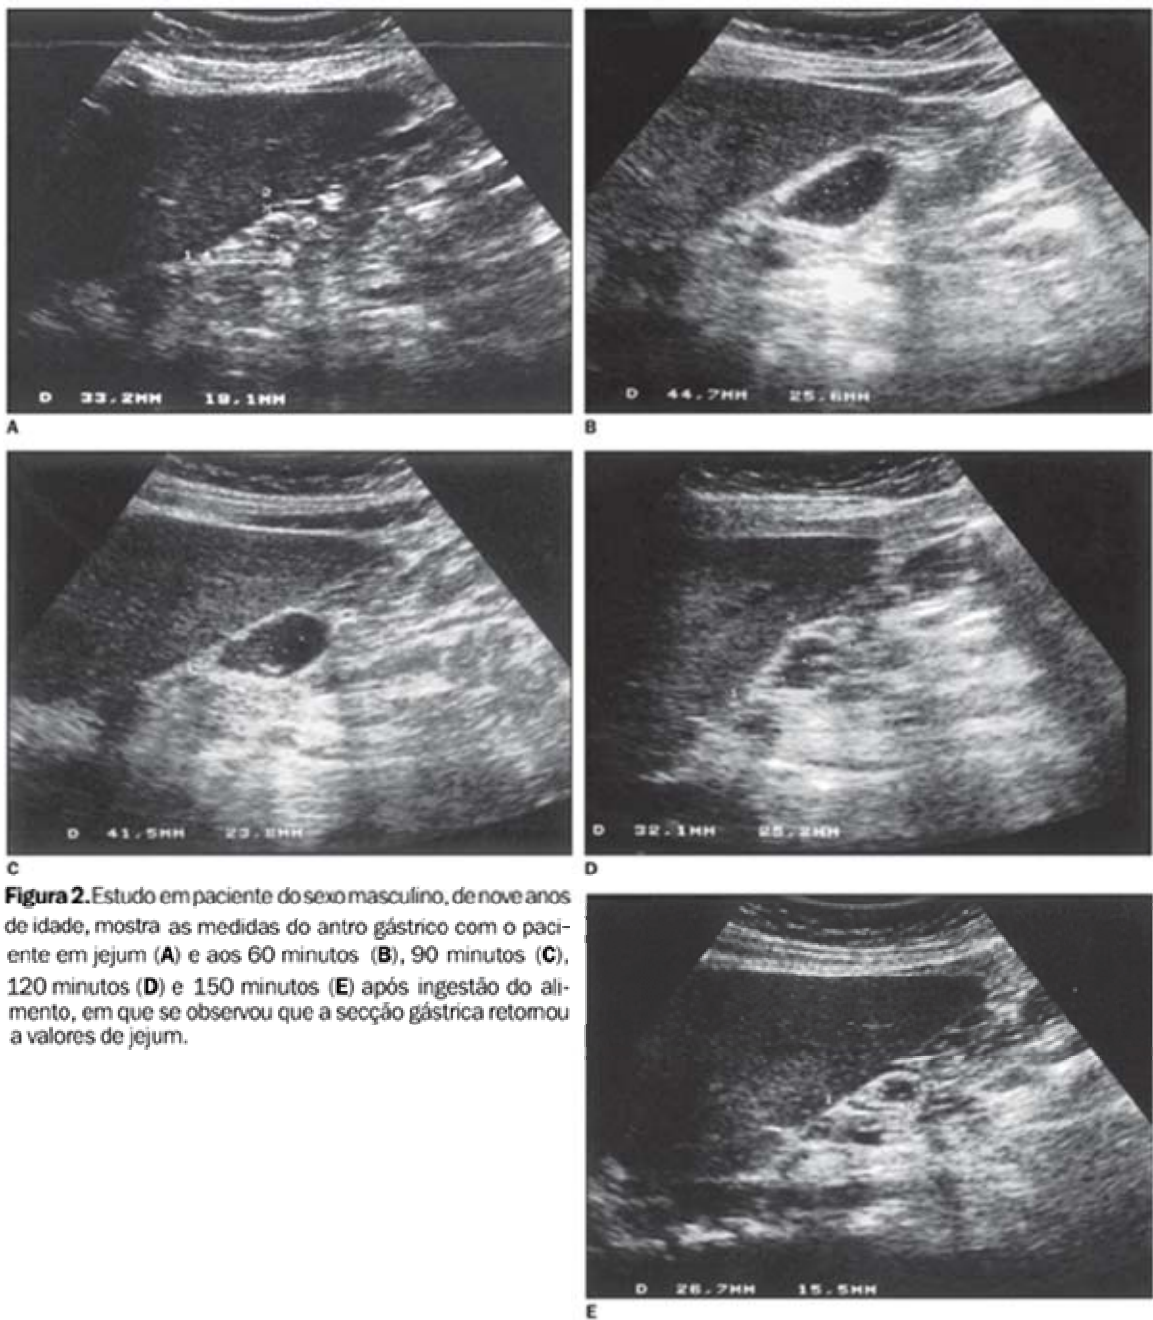 D 33.2MM 18.1MM
A
D 44.7MM 25.6MM
B
D 41.5MM 23.8MM
C
D 32.1MM 25.2MM
D
Figura 2. Estudo em paciente do sexo masculino, de nove anos
de idade, mostra as medidas do antro gástrico com o paci-
ente em jejum (A) e aos 60 minutos (B), 90 minutos (C),
120 minutos (D) e 150 minutos (E) após ingestão do ali-
mento, em que se observou que a secção gástrica retornou
a valores de jejum.
D 26.7MM 15.5MM
E